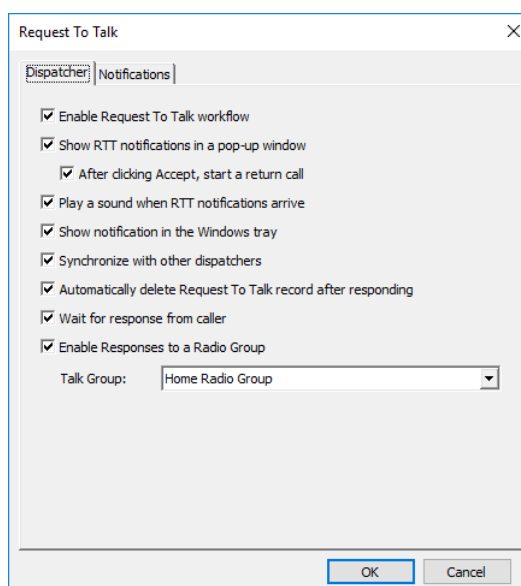 Request To Talk
Dispatcher Notifications
Enable Request To Talk workflow
Show RTT notifications in a pop-up window
After clicking Accept, start a return call
Play a sound when RTT notifications arrive
Show notification in the Windows tray
Synchronize with other dispatchers
Automatically delete Request To Talk record after responding
Wait for response from caller
Enable Responses to a Radio Group
Talk Group: Home Radio Group
OK Cancel